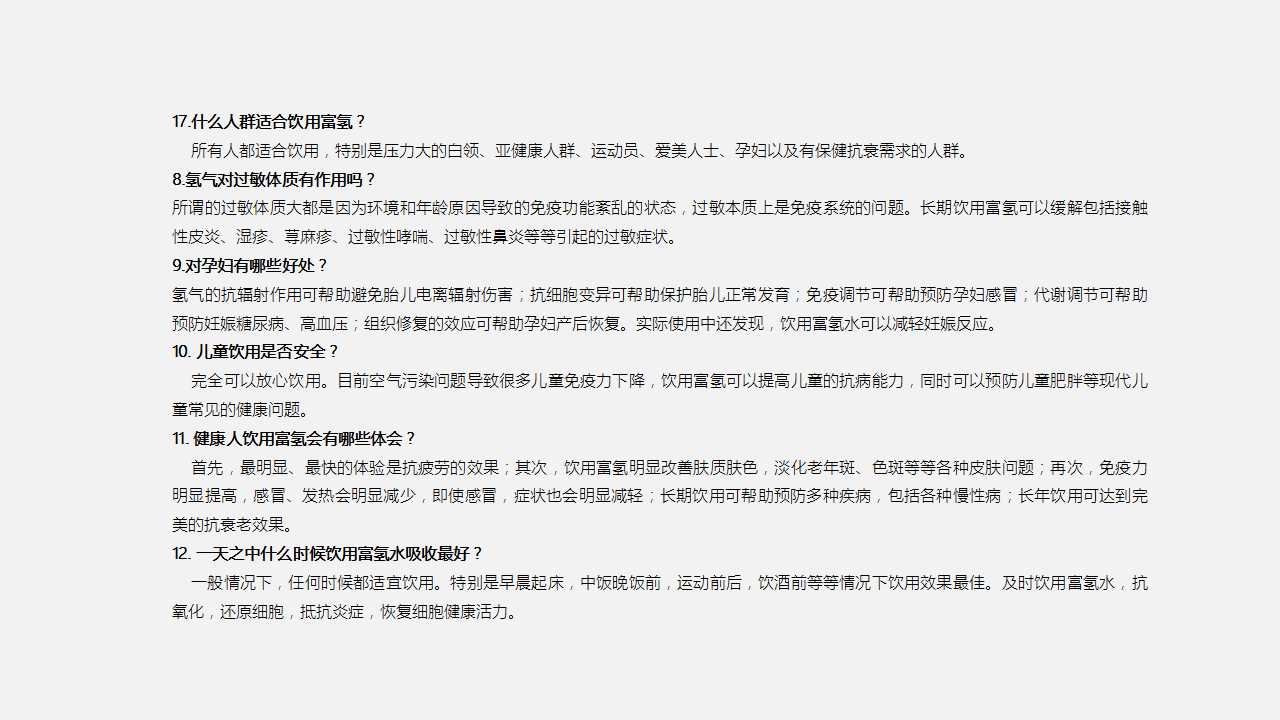 17.什么人群适合饮用富氢？
所有人都适合饮用，特别是压力大的白领、亚健康人群、运动员、爱美人士、孕妇以及有保健抗衰需求的人群。
8.氢气对过敏体质有作用吗？
所谓的过敏体质大都是因为环境和年龄原因导致的免疫功能紊乱的状态，过敏本质上是免疫系统的问题。长期饮用富氢可以缓解包括接触
性皮炎、湿疹、荨麻疹、过敏性哮喘、过敏性鼻炎等等引起的过敏症状。
9.对孕妇有哪些好处？
氢气的抗辐射作用可帮助避免胎儿电离辐射伤害；抗细胞变异可帮助保护胎儿正常发育；免疫调节可帮助预防孕妇感冒；代谢调节可帮助
预防妊娠糖尿病、高血压；组织修复的效应可帮助孕妇产后恢复。实际使用中还发现，饮用富氢水可以减轻妊娠反应。
10. 儿童饮用是否安全？
完全可以放心饮用。目前空气污染问题导致很多儿童免疫力下降，饮用富氢可以提高儿童的抗病能力，同时可以预防儿童肥胖等现代儿
童常见的健康问题。
11. 健康人饮用富氢会有哪些体会？
首先，最明显、最快的体验是抗疲劳的效果；其次，饮用富氢明显改善肤质肤色，淡化老年斑、色斑等等各种皮肤问题；再次，免疫力
明显提高，感冒、发热会明显减少，即使感冒，症状也会明显减轻；长期饮用可帮助预防多种疾病，包括各种慢性病；长年饮用可达到完
美的抗衰老效果。
12. 一天之中什么时候饮用富氢水吸收最好？
一般情况下，任何时候都适宜饮用。特别是早晨起床，中饭晚饭前，运动前后，饮酒前等等情况下饮用效果最佳。及时饮用富氢水，抗
氧化，还原细胞，抵抗炎症，恢复细胞健康活力。